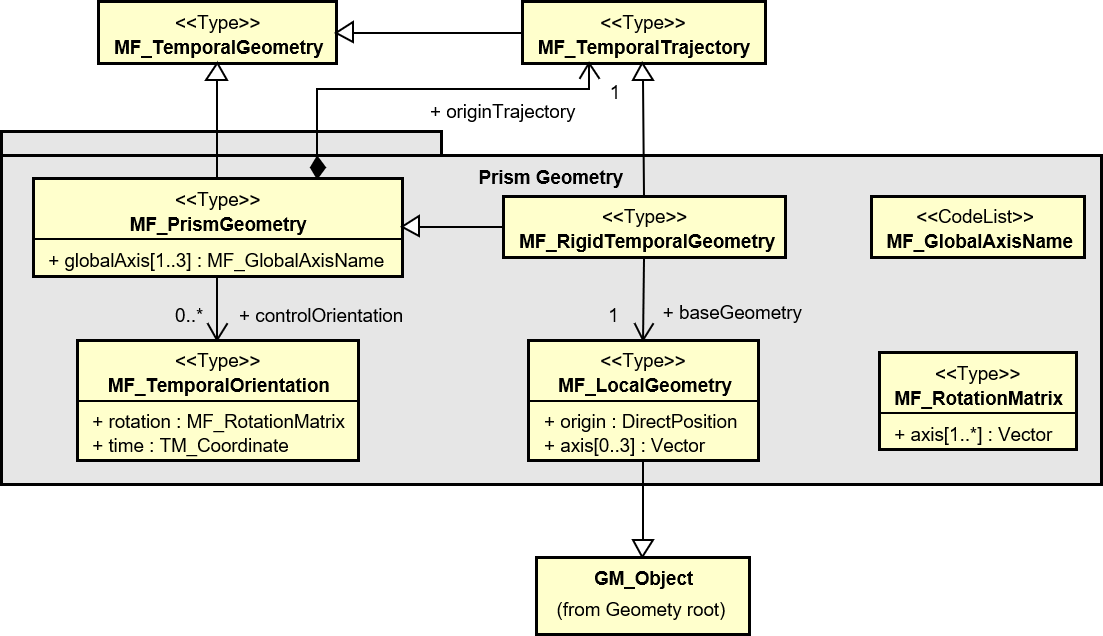 <<Type>>
MF_TemporalGeometry
<<Type>>
MF_TemporalTrajectory
1
+ originTrajectory
Prism Geometry
<<Type>>
MF_PrismGeometry
+ globalAxis[1..3] : MF_GlobalAxisName
<<Type>>
MF_RigidTemporalGeometry
<<CodeList>>
MF_GlobalAxisName
0..*
+ controlOrientation
1
+ baseGeometry
<<Type>>
MF_TemporalOrientation
+ rotation : MF_RotationMatrix
+ time : TM_Coordinate
<<Type>>
MF_LocalGeometry
+ origin : DirectPosition
+ axis[0..3] : Vector
<<Type>>
MF_RotationMatrix
+ axis[1..*] : Vector
GM_Object
(from Geomety root)